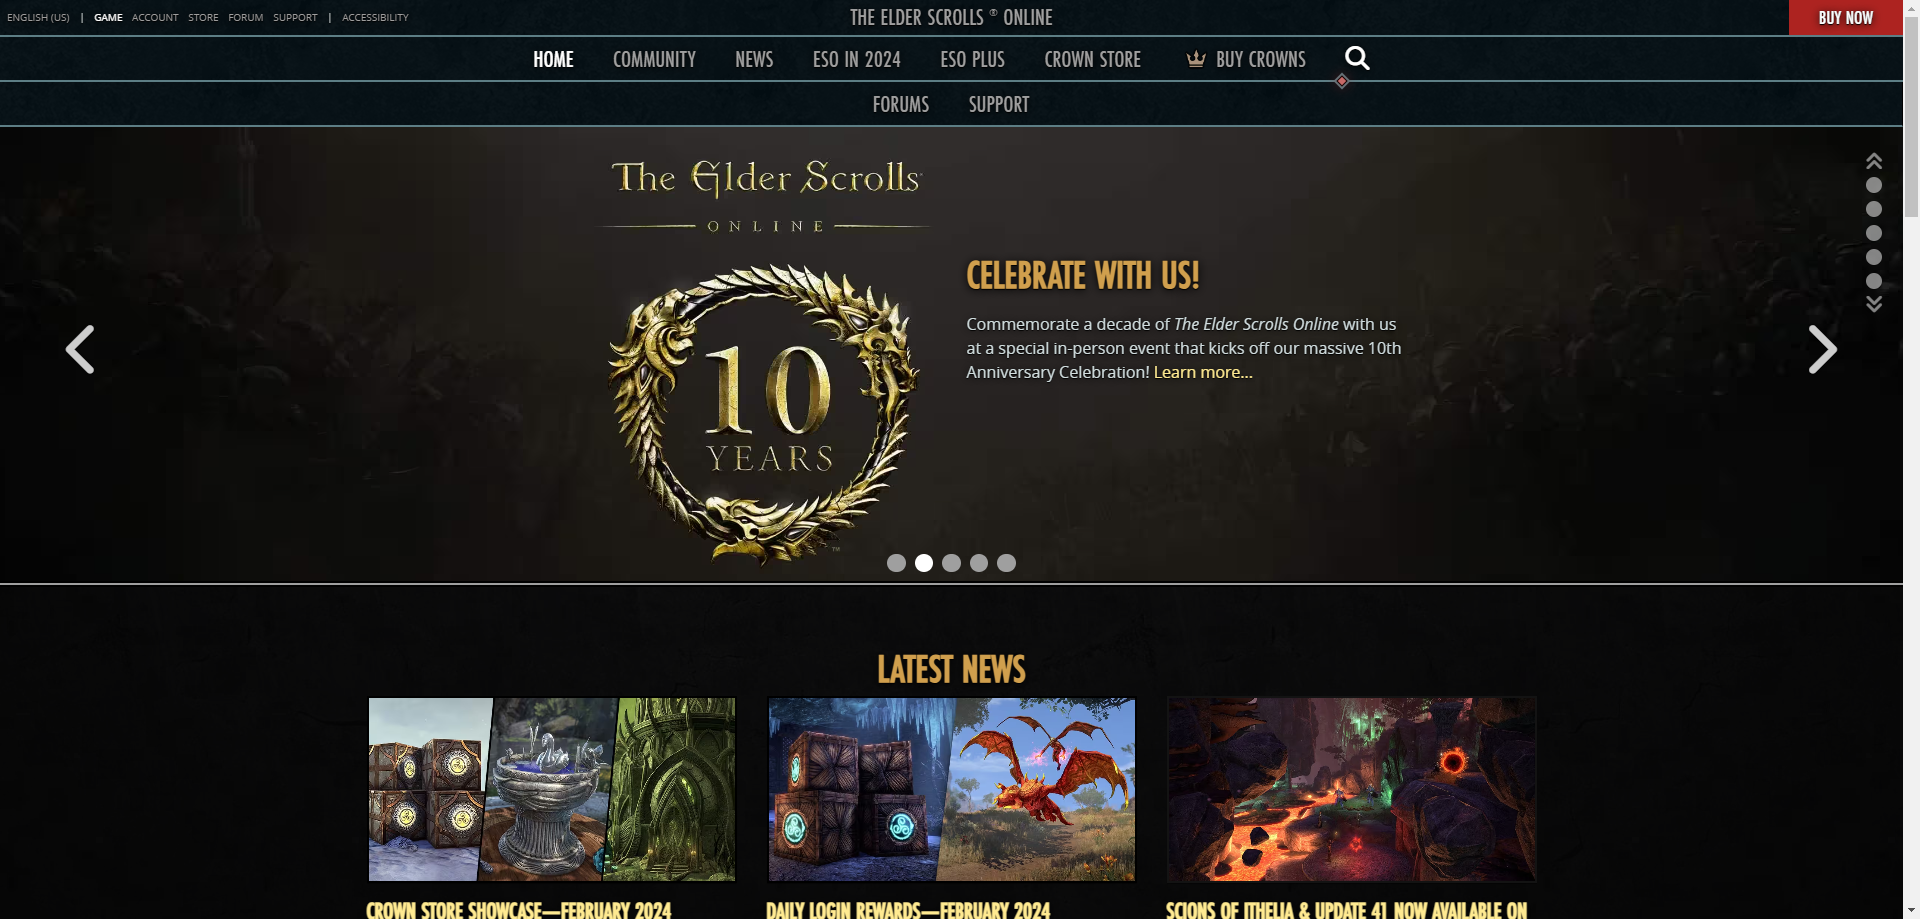 ENGLISH (US) | GAME ACCOUNT STORE FORUM SUPPORT | ACCESSIBILITY
THE ELDER SCROLLS ® ONLINE
BUY NOW
HOME COMMUNITY NEWS ESO IN 2024 ESO PLUS CROWN STORE BUY CROWNS
FORUMS SUPPORT
The Elder Scrolls
ONLINE
10
YEARS
™
CELEBRATE WITH US!
Commemorate a decade of The Elder Scrolls Online with us
at a special in-person event that kicks off our massive 10th
Anniversary Celebration! Learn more...
LATEST NEWS
CROWN STORE SHOWCASE—FEBRUARY 2024
DAILY LOGIN REWARDS—FEBRUARY 2024
SCIONS OF ITHELIA & UPDATE 41 NOW AVAILABLE ON